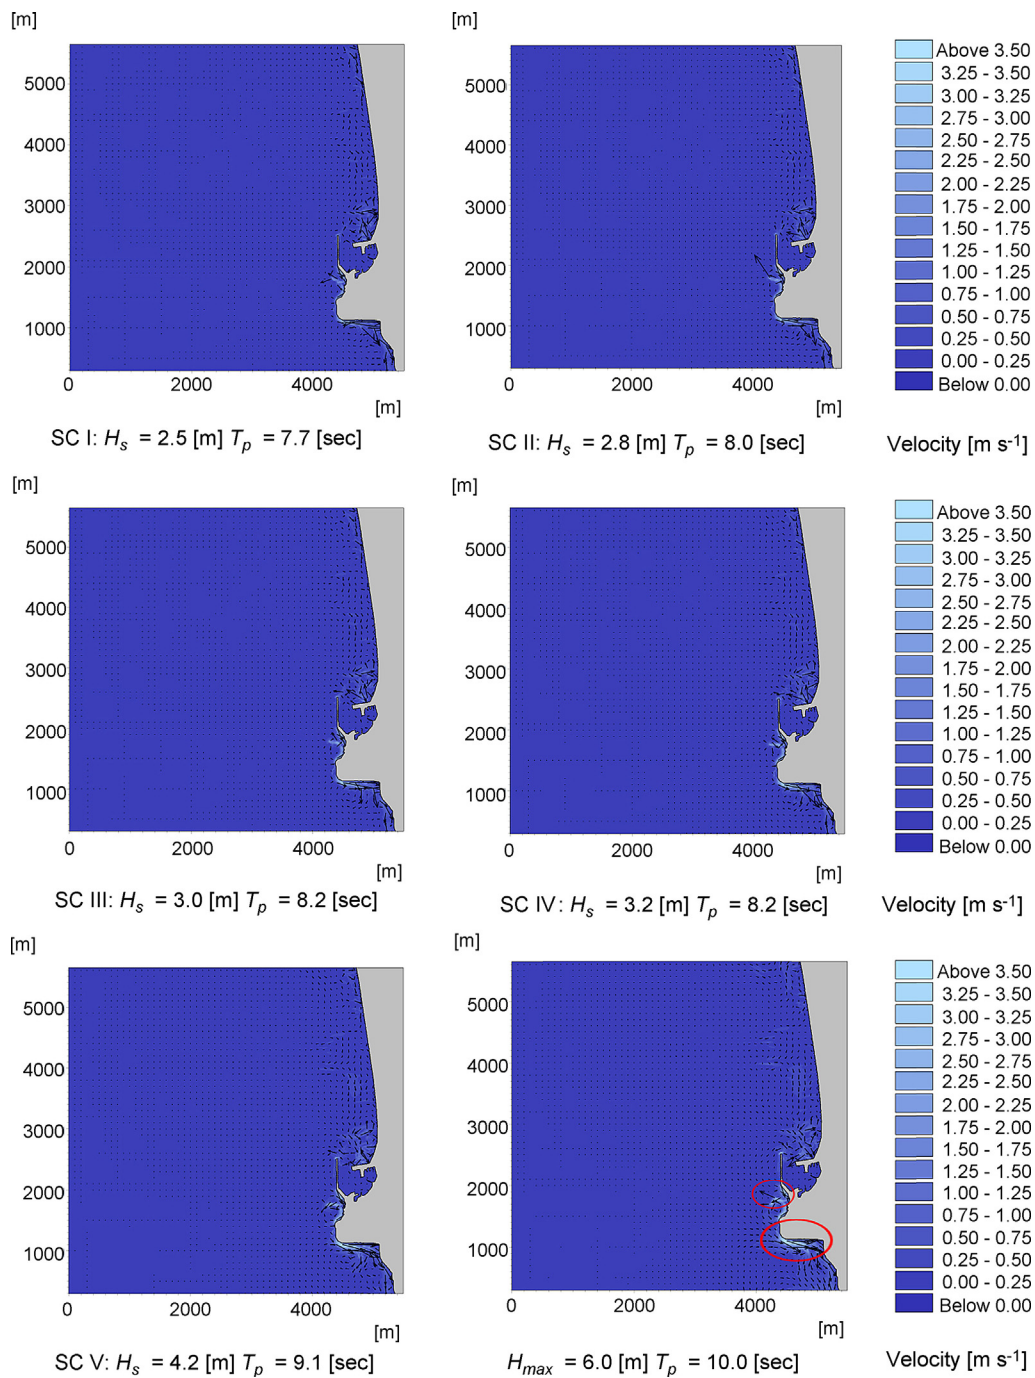 [m]
5000
4000
3000
2000
1000
0 2000 4000
[m]
SC I: Hs = 2.5 [m] Tp = 7.7 [sec]
[m]
5000
4000
3000
2000
1000
0 2000 4000
[m]
SC II: Hs = 2.8 [m] Tp = 8.0 [sec]
Above 3.50
3.25 - 3.50
3.00 - 3.25
2.75 - 3.00
2.50 - 2.75
2.25 - 2.50
2.00 - 2.25
1.75 - 2.00
1.50 - 1.75
1.25 - 1.50
1.00 - 1.25
0.75 - 1.00
0.50 - 0.75
0.25 - 0.50
0.00 - 0.25
Below 0.00
Velocity [m s-1]
[m]
5000
4000
3000
2000
1000
0 2000 4000
[m]
SC III: Hs = 3.0 [m] Tp = 8.2 [sec]
[m]
5000
4000
3000
2000
1000
0 2000 4000
[m]
SC IV: Hs = 3.2 [m] Tp = 8.2 [sec]
Above 3.50
3.25 - 3.50
3.00 - 3.25
2.75 - 3.00
2.50 - 2.75
2.25 - 2.50
2.00 - 2.25
1.75 - 2.00
1.50 - 1.75
1.25 - 1.50
1.00 - 1.25
0.75 - 1.00
0.50 - 0.75
0.25 - 0.50
0.00 - 0.25
Below 0.00
Velocity [m s-1]
[m]
5000
4000
3000
2000
1000
0 2000 4000
[m]
SC V: Hs = 4.2 [m] Tp = 9.1 [sec]
[m]
5000
4000
3000
2000
1000
0 2000 4000
[m]
Hmax = 6.0 [m] Tp = 10.0 [sec]
Above 3.50
3.25 - 3.50
3.00 - 3.25
2.75 - 3.00
2.50 - 2.75
2.25 - 2.50
2.00 - 2.25
1.75 - 2.00
1.50 - 1.75
1.25 - 1.50
1.00 - 1.25
0.75 - 1.00
0.50 - 0.75
0.25 - 0.50
0.00 - 0.25
Below 0.00
Velocity [m s-1]